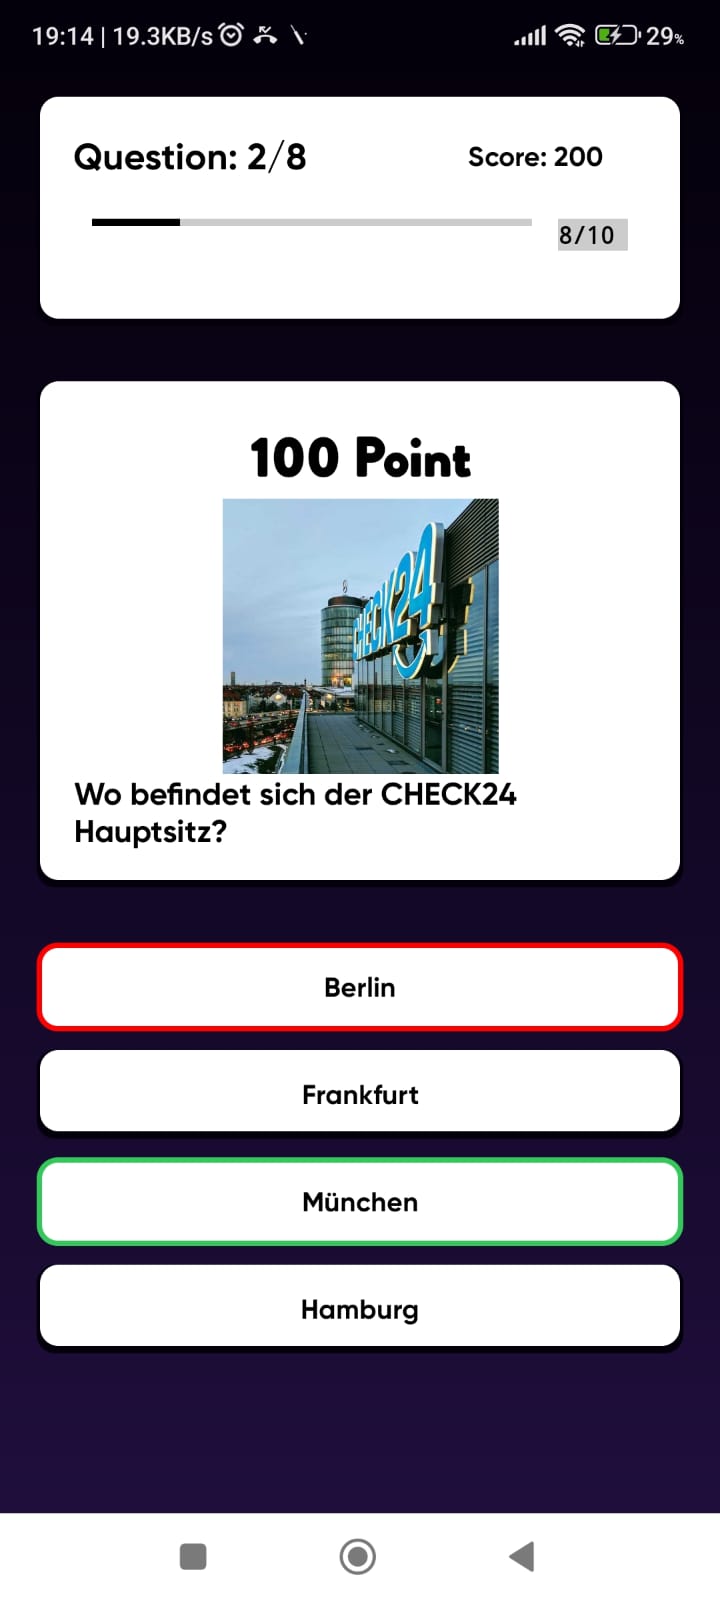 19:14 | 19.3KB/s 29%
Question: 2/8
Score: 200
8/10
100 Point
CHECK24
Wo befindet sich der CHECK24
Hauptsitz?
Berlin
Frankfurt
München
Hamburg